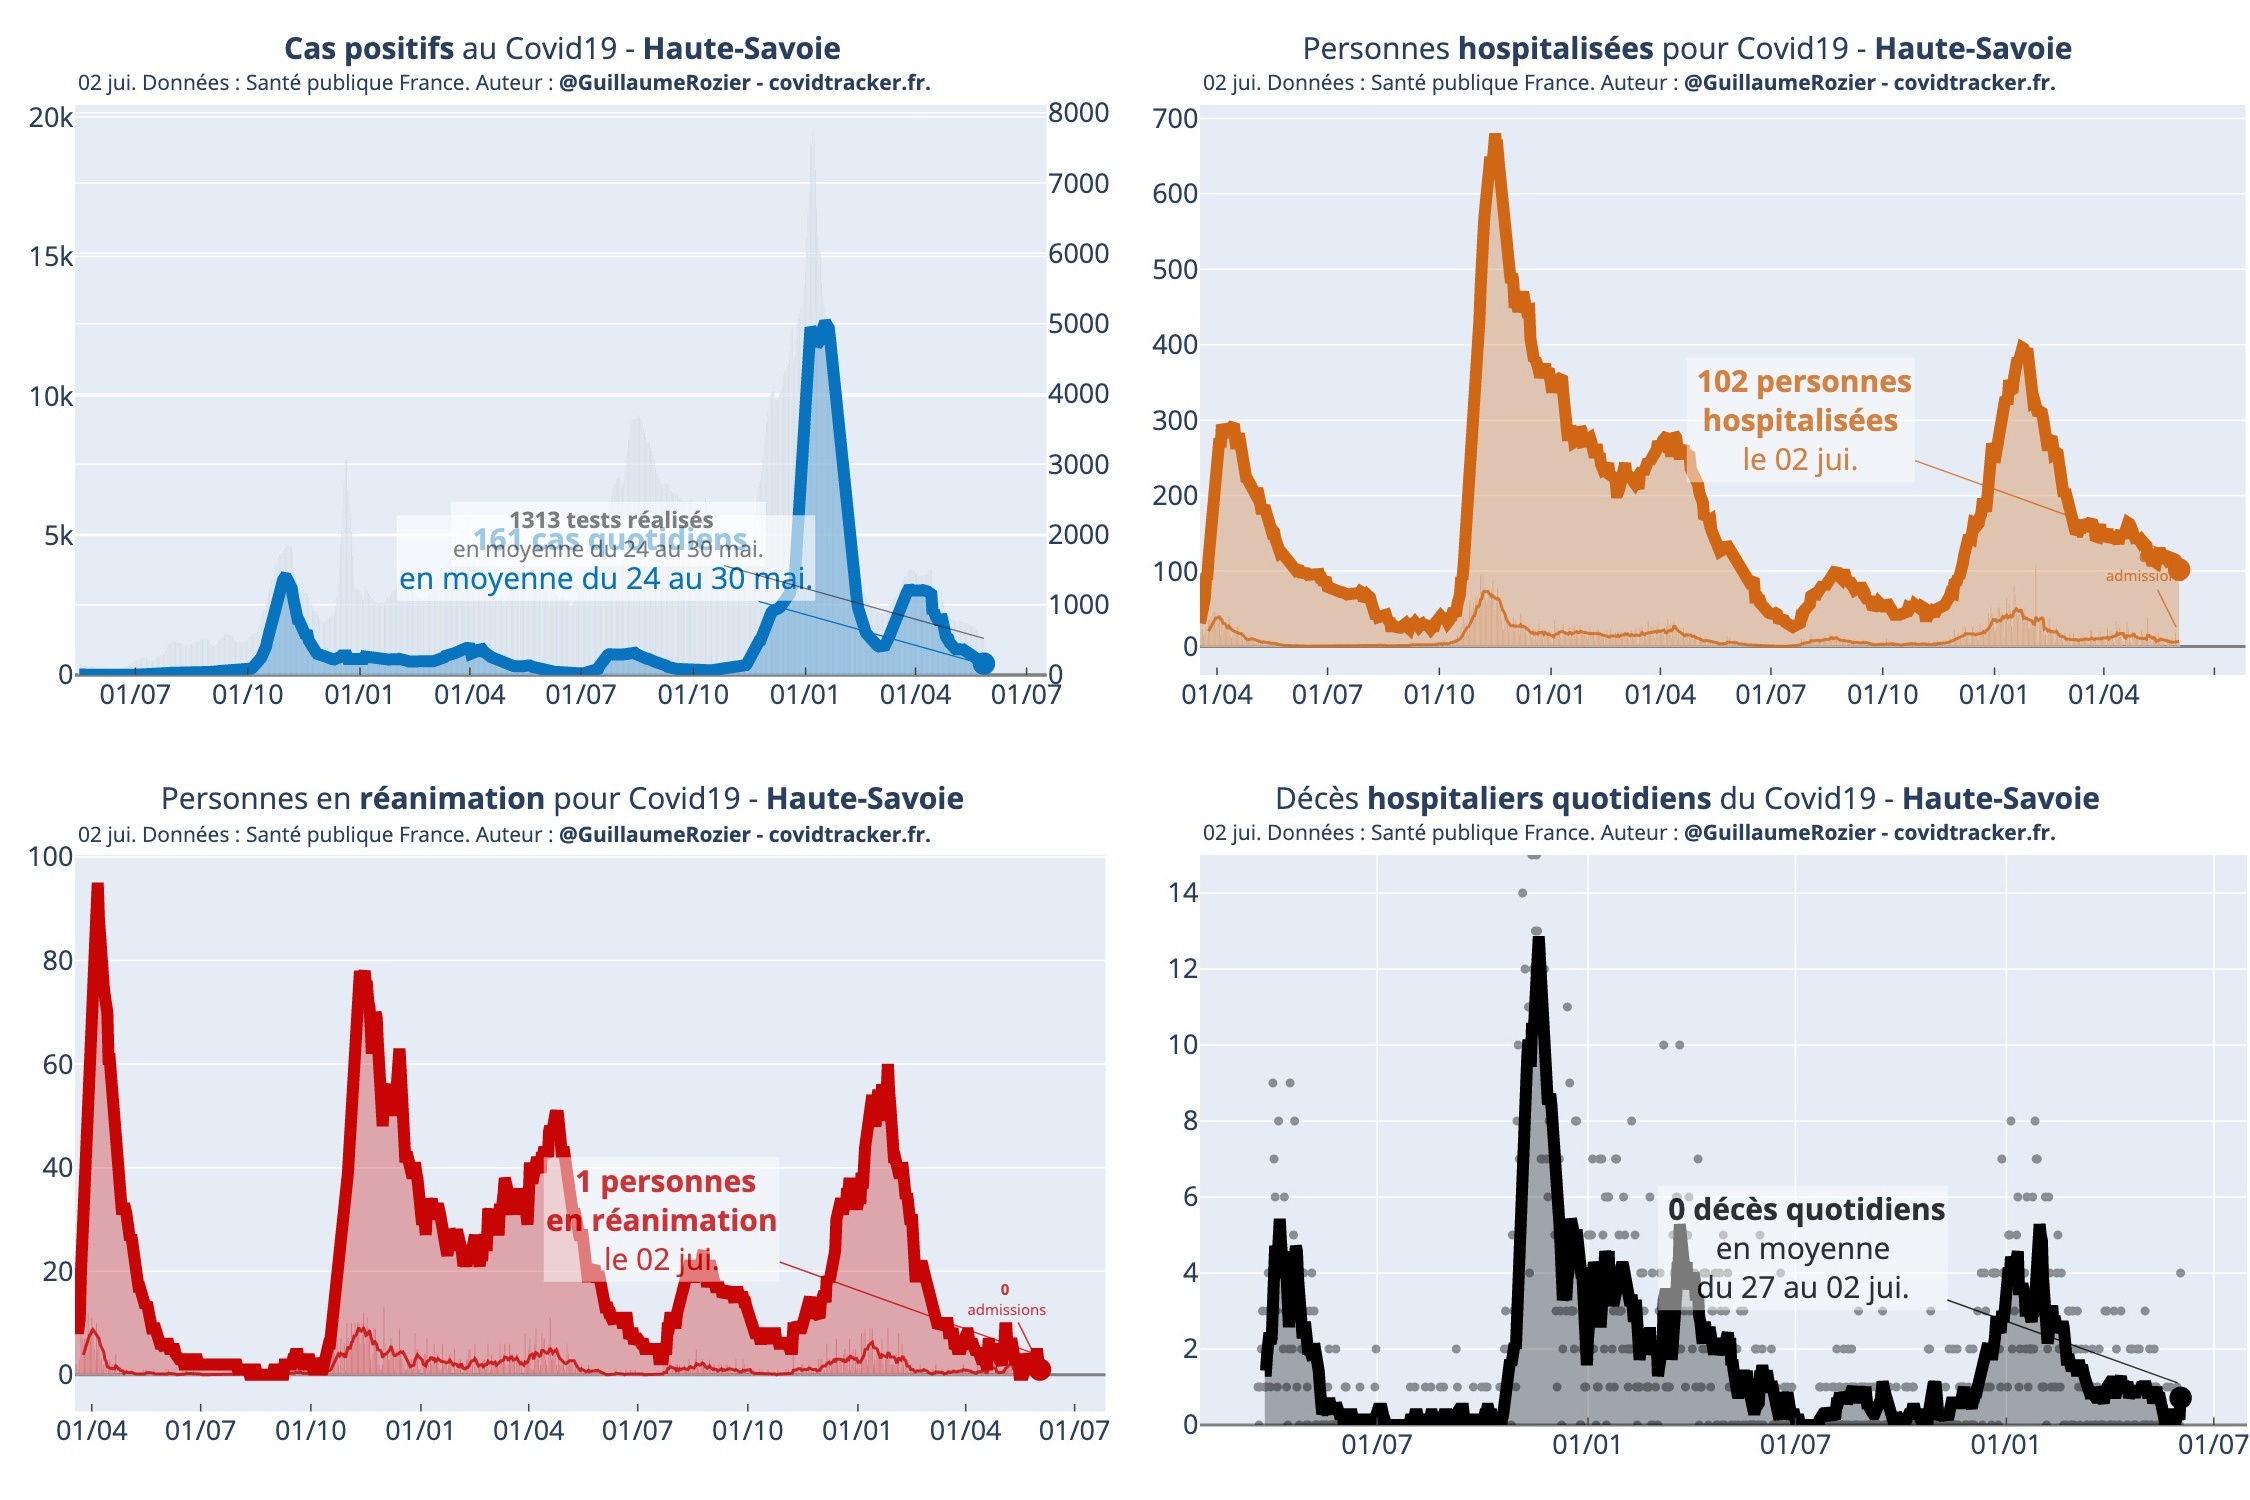 Cas positifs au Covid19 - Haute-Savoie
02 jui. Données : Santé publique France. Auteur : @GuillaumeRozier - covidtracker.fr.
20k
15k
10k
5k
0
8000
7000
6000
5000
4000
3000
2000
1000
0
1313 tests réalisés
en moyenne du 24 au 30 mai.
161 cas quotidiens
en moyenne du 24 au 30 mai.
01/07 01/10 01/01 01/04 01/07 01/10 01/01 01/04 01/07
Personnes hospitalisées pour Covid19 - Haute-Savoie
02 jui. Données : Santé publique France. Auteur : @GuillaumeRozier - covidtracker.fr.
700
600
500
400
300
200
100
0
102 personnes
hospitalisées
le 02 jui.
01/04 01/07 01/10 01/01 01/04 01/07 01/10 01/01 01/04
Personnes en réanimation pour Covid19 - Haute-Savoie
02 jui. Données : Santé publique France. Auteur : @GuillaumeRozier - covidtracker.fr.
100
80
60
40
20
0
1 personnes
en réanimation
le 02 jui.
0
admissions
01/04 01/07 01/10 01/01 01/04 01/07 01/10 01/01 01/04 01/07
Décès hospitaliers quotidiens du Covid19 - Haute-Savoie
02 jui. Données : Santé publique France. Auteur : @GuillaumeRozier - covidtracker.fr.
14
12
10
8
6
4
2
0
0 décès quotidiens
en moyenne
du 27 au 02 jui.
01/07 01/01 01/07 01/01 01/07